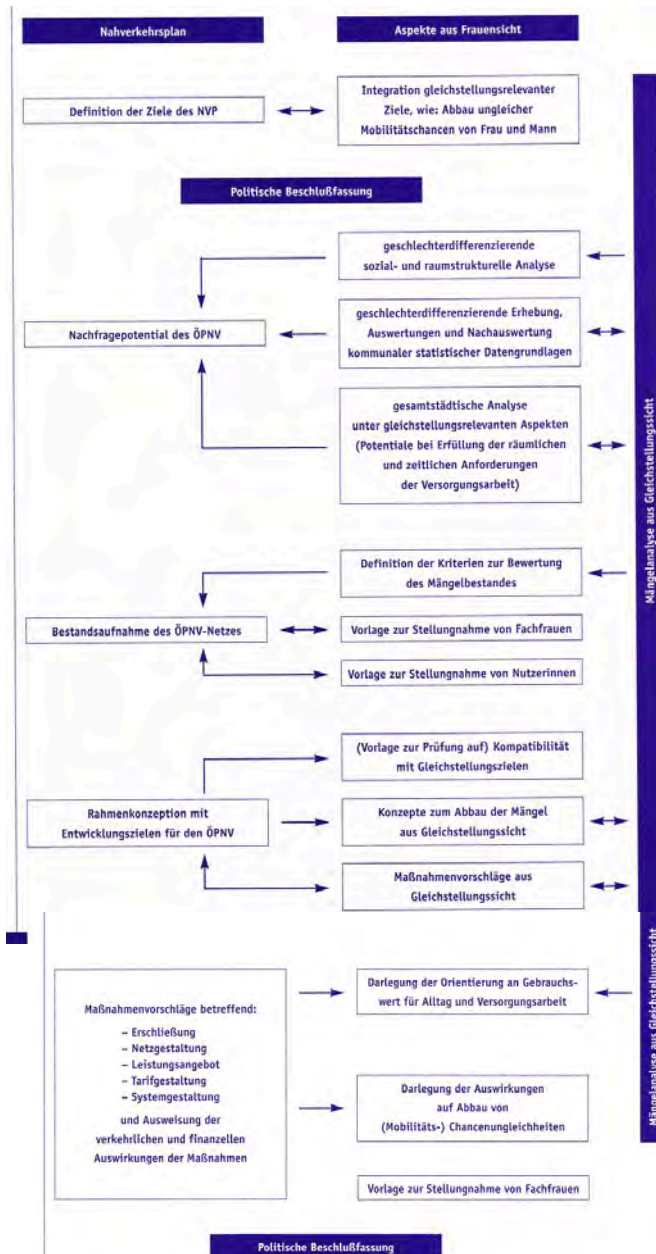 Nahverkehrsplan
Aspekte aus Frauensicht
Definition der Ziele des NVP
Integration gleichstellungsrelevanter
Ziele, wie: Abbau ungleicher
Mobilitätschancen von Frau und Mann
Politische Beschlußfassung
geschlechterdifferenzierende
sozial- und raumstrukturelle Analyse
Nachfragepotential des ÖPNV
geschlechterdifferenzierende Erhebung,
Auswertungen und Nachauswertung
kommunaler statistischer Datengrundlagen
gesamtstädtische Analyse
unter gleichstellungsrelevanten Aspekten
(Potentiale bei Erfüllung der räumlichen
und zeitlichen Anforderungen
der Versorgungsarbeit)
Mängelanalyse aus Gleichstellungssicht
Definition der Kriterien zur Bewertung
des Mängelbestandes
Bestandsaufnahme des ÖPNV-Netzes
Vorlage zur Stellungnahme von Fachfrauen
Vorlage zur Stellungnahme von Nutzerinnen
(Vorlage zur Prüfung auf) Kompatibilität
mit Gleichstellungszielen
Rahmenkonzeption mit
Entwicklungszielen für den ÖPNV
Konzepte zum Abbau der Mängel
aus Gleichstellungssicht
Maßnahmenvorschläge aus
Gleichstellungssicht
Maßnahmenvorschläge betreffend:
– Erschließung
– Netzgestaltung
– Leistungsangebot
– Tarifgestaltung
– Systemgestaltung
und Ausweisung der
verkehrlichen und finanziellen
Auswirkungen der Maßnahmen
Darlegung der Orientierung an Gebrauchs-
wert für Alltag und Versorgungsarbeit
Darlegung der Auswirkungen
auf Abbau von
(Mobilitäts-) Chancenungleichheiten
Vorlage zur Stellungnahme von Fachfrauen
Mängelanalyse aus Gleichstellungssicht
Politische Beschlußfassung